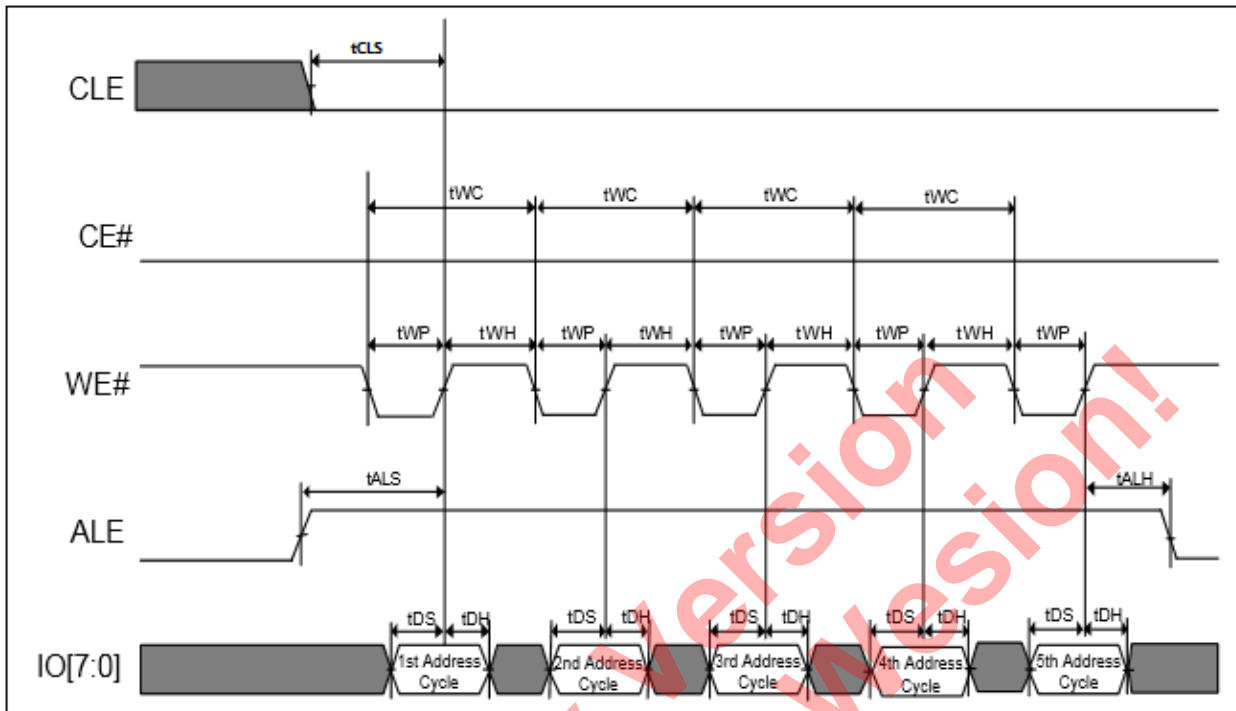 tCLS
CLE
tWC tWC tWC tWC
CE#
tWP tWH tWP tWH tWP tWH tWP tWH tWP
WE#
tALS tALH
ALE
tDS tDH tDS tDH tDS tDH tDS tDH tDS tDH
IO[7:0]
1st Address Cycle
2nd Address Cycle
3rd Address Cycle
4th Address Cycle
5th Address Cycle
version
wesion!